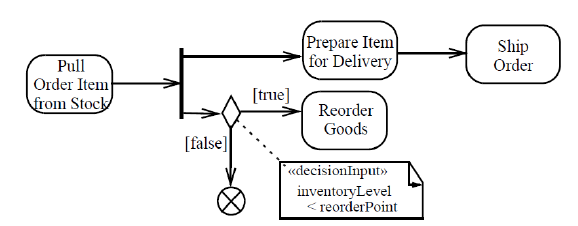 Pull
Order Item
from Stock
Prepare Item
for Delivery
Ship
Order
[true]
Reorder
Goods
[false]
«decisionInput»
inventoryLevel
< reorderPoint